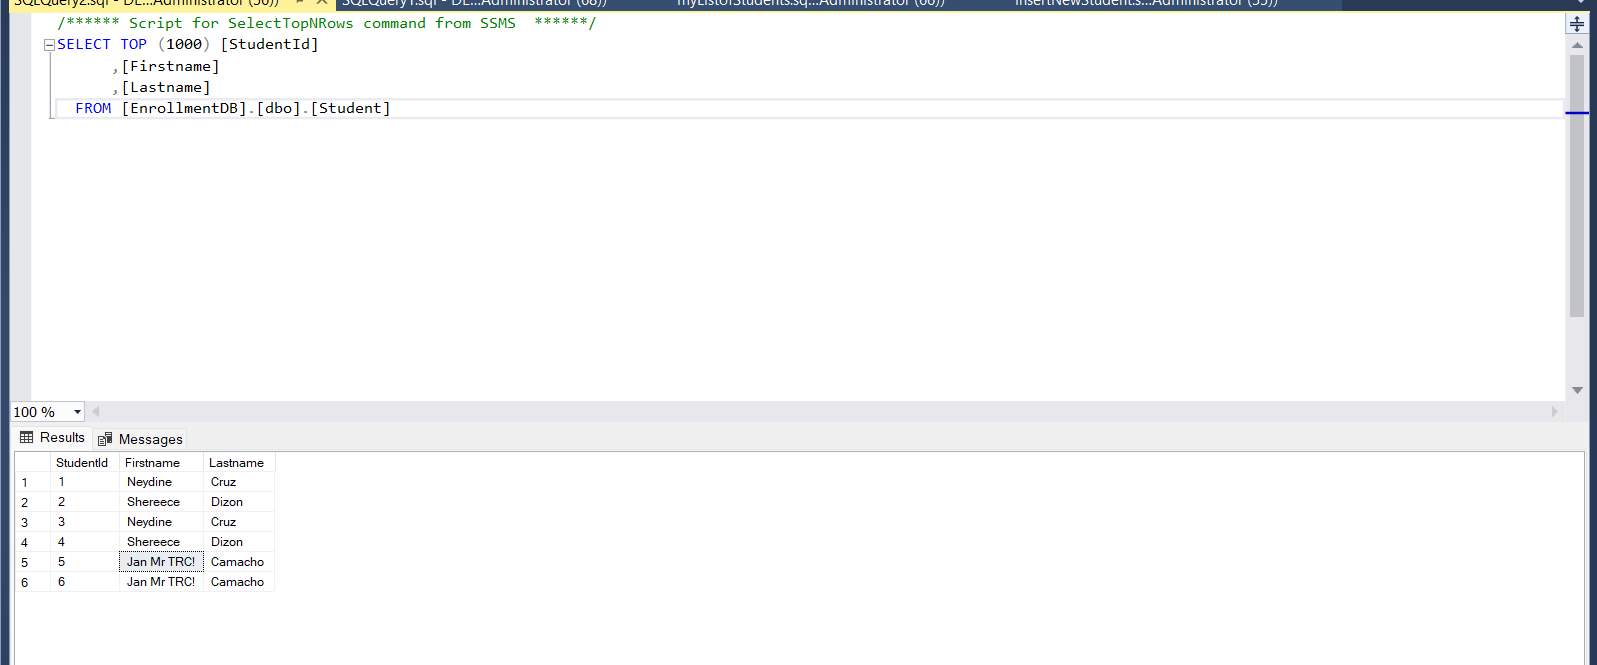 SQLQuery2.sql - DE...Administrator (56)) SQLQuery1.sql - DE...Administrator (68)) myListofStudents.sq...Administrator (66)) InsertNewStudent.s...Administrator (55))
/****** Script for SelectTopNRows command from SSMS ******/
SELECT TOP (1000) [StudentId]
,[Firstname]
,[Lastname]
FROM [EnrollmentDB].[dbo].[Student]
100 %
Results Messages
StudentId Firstname Lastname
1 1 Neydine Cruz
2 2 Shereece Dizon
3 3 Neydine Cruz
4 4 Shereece Dizon
5 5 Jan Mr TRC! Camacho
6 6 Jan Mr TRC! Camacho